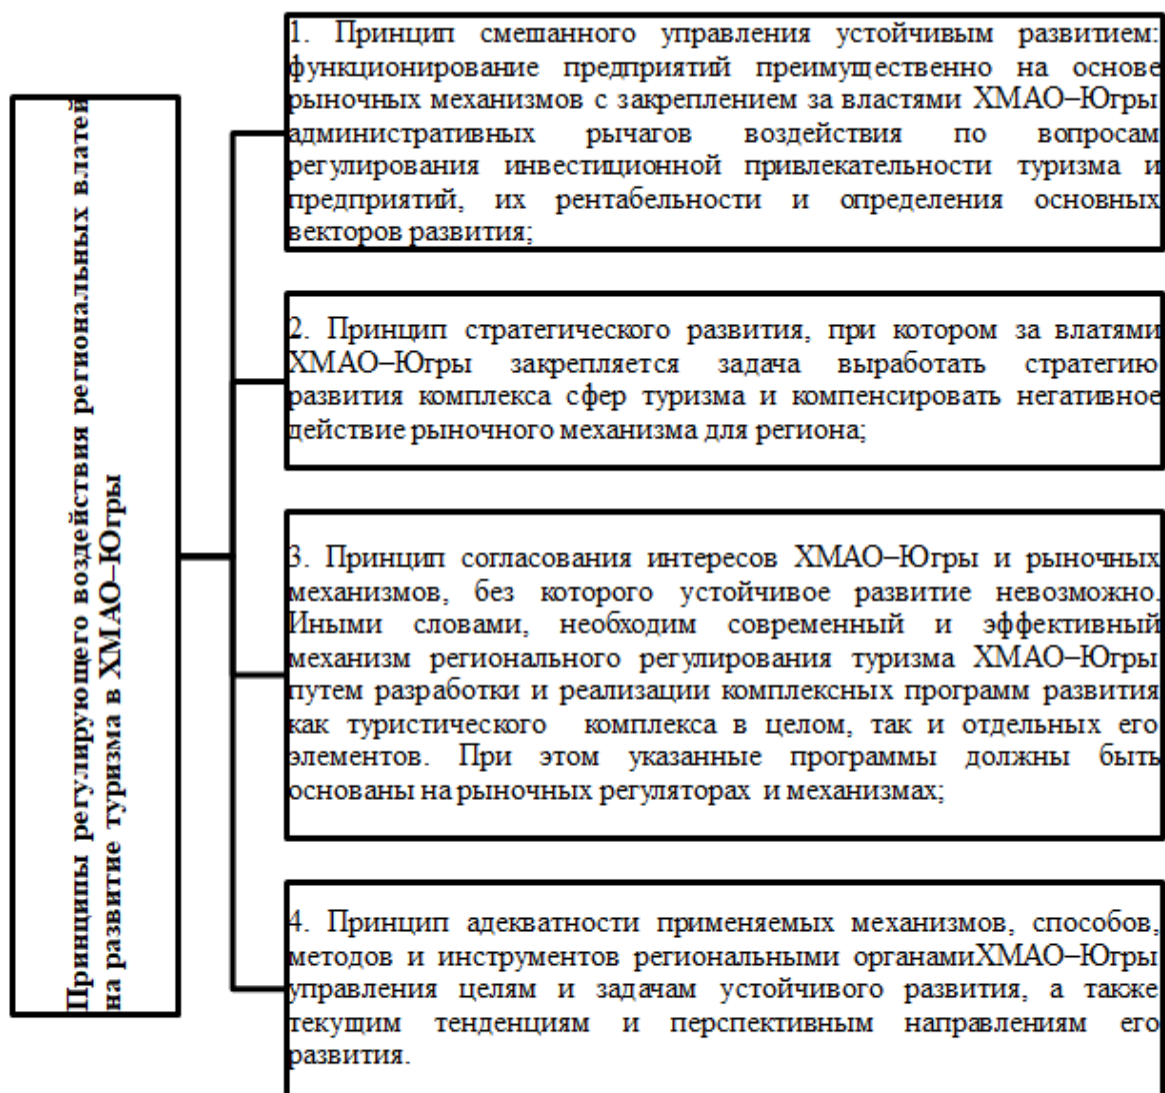 Принципы регулирующего воздействия региональных влатей
на развитие туризма в ХМАО–Югры
1. Принцип смешанного управления устойчивым развитием:
функционирование предприятий преимущественно на основе
рыночных механизмов с закреплением за властями ХМАО–Югры
административных рычагов воздействия по вопросам
регулирования инвестиционной привлекательности туризма и
предприятий, их рентабельности и определения основных
векторов развития;
2. Принцип стратегического развития, при котором за влатями
ХМАО–Югры закрепляется задача выработать стратегию
развития комплекса сфер туризма и компенсировать негативное
действие рыночного механизма для региона;
3. Принцип согласования интересов ХМАО–Югры и рыночных
механизмов, без которого устойчивое развитие невозможно.
Иными словами, необходим современный и эффективный
механизм регионального регулирования туризма ХМАО–Югры
путем разработки и реализации комплексных программ развития
как туристического комплекса в целом, так и отдельных его
элементов. При этом указанные программы должны быть
основаны на рыночных регуляторах и механизмах;
4. Принцип адекватности применяемых механизмов, способов,
методов и инструментов региональными органамиХМАО–Югры
управления целям и задачам устойчивого развития, а также
текущим тенденциям и перспективным направлениям его
развития.